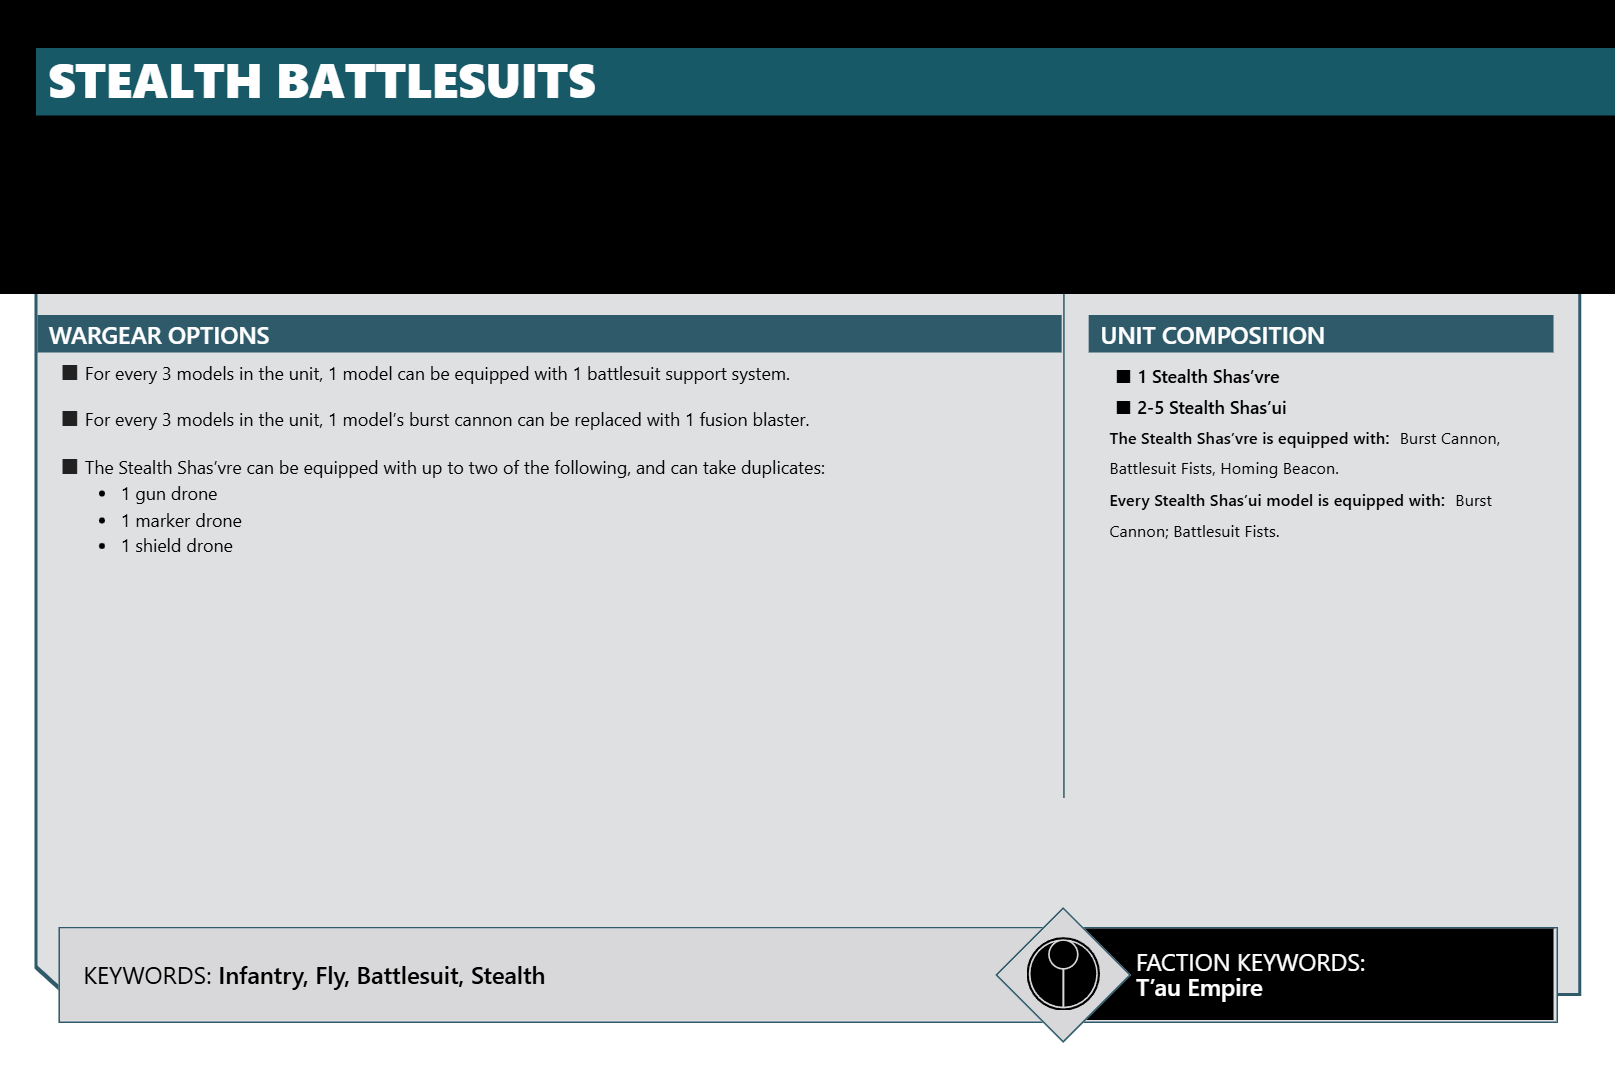 STEALTH BATTLESUITS
WARGEAR OPTIONS
■ For every 3 models in the unit, 1 model can be equipped with 1 battlesuit support system.
■ For every 3 models in the unit, 1 model’s burst cannon can be replaced with 1 fusion blaster.
■ The Stealth Shas’vre can be equipped with up to two of the following, and can take duplicates:
• 1 gun drone
• 1 marker drone
• 1 shield drone
UNIT COMPOSITION
■ 1 Stealth Shas’vre
■ 2-5 Stealth Shas’ui
The Stealth Shas’vre is equipped with: Burst Cannon,
Battlesuit Fists, Homing Beacon.
Every Stealth Shas’ui model is equipped with: Burst
Cannon; Battlesuit Fists.
KEYWORDS: Infantry, Fly, Battlesuit, Stealth
FACTION KEYWORDS:
T’au Empire